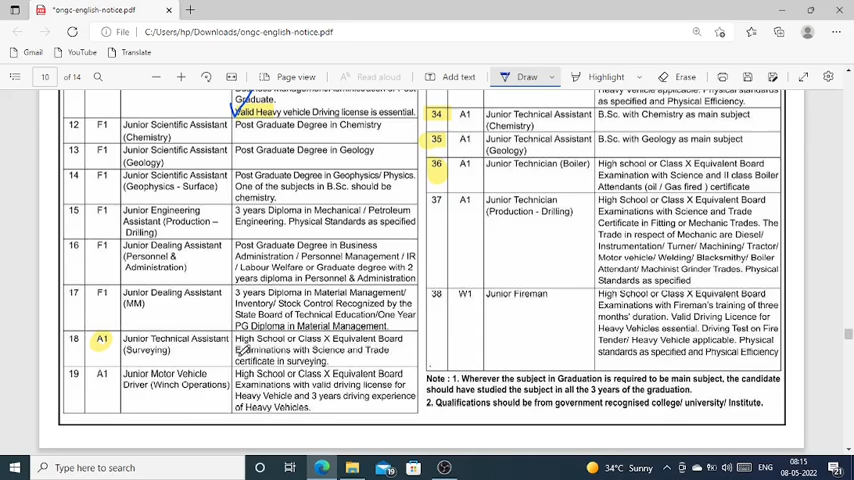 *ongc-english-notice.pdf
File
C:/Users/hp/Downloads/ongc-english-notice.pdf
Gmail
YouTube
Translate
10 of 14
Page view
Read aloud
Add text
Draw
Highlight
Erase
Graduate.
Valid Heavy vehicle Driving license is essential.
12 F1 Junior Scientific Assistant Post Graduate Degree in Chemistry
(Chemistry)
13 F1 Junior Scientific Assistant Post Graduate Degree in Geology
(Geology)
14 F1 Junior Scientific Assistant Post Graduate Degree in Geophysics/ Physics.
(Geophysics - Surface) One of the subjects in B.Sc. should be
chemistry.
15 F1 Junior Engineering 3 years Diploma in Mechanical / Petroleum
Assistant (Production – Engineering. Physical Standards as specified
Drilling)
16 F1 Junior Dealing Assistant Post Graduate Degree in Business
(Personnel & Administration / Personnel Management / IR
Administration) / Labour Welfare or Graduate degree with 2
years diploma in Personnel & Administration
17 F1 Junior Dealing Assistant 3 years Diploma in Material Management/
(MM) Inventory/ Stock Control Recognized by the
State Board of Technical Education/One Year
PG Diploma in Material Management.
18 A1 Junior Technical Assistant High School or Class X Equivalent Board
(Surveying) Examinations with Science and Trade
certificate in surveying.
19 A1 Junior Motor Vehicle High School or Class X Equivalent Board
Driver (Winch Operations) Examinations with valid driving license for
Heavy Vehicle and 3 years driving experience
of Heavy Vehicles.
Heavy vehicle applicable. Physical standards
as specified and Physical Efficiency.
34 A1 Junior Technical Assistant B.Sc. with Chemistry as main subject
(Chemistry)
35 A1 Junior Technical Assistant B.Sc. with Geology as main subject
(Geology)
36 A1 Junior Technician (Boiler) High school or Class X Equivalent Board
Examination with Science and II class Boiler
Attendants (oil / Gas fired ) certificate
37 A1 Junior Technician High School or Class X Equivalent Board
(Production - Drilling) Examinations with Science and Trade
Certificate in Fitting or Mechanic Trades. The
Trade in respect of Mechanic are Diesel/
Instrumentation/ Turner/ Machining/ Tractor/
Motor vehicle/ Welding/ Blacksmithy/ Boiler
Attendant/ Machinist Grinder Trades. Physical
Standards as specified
38 W1 Junior Fireman High School or Class X Equivalent Board
Examinations with Fireman's training of three
months' duration. Valid Driving Licence for
Heavy Vehicles essential. Driving Test on Fire
Tender/ Heavy Vehicle applicable. Physical
standards as specified and Physical Efficiency
Note : 1. Wherever the subject in Graduation is required to be main subject, the candidate
should have studied the subject in all the 3 years of the graduation.
2. Qualifications should be from government recognised college/ university/ Institute.
Type here to search
19
34°C Sunny
ENG
08:15
08-05-2022
21